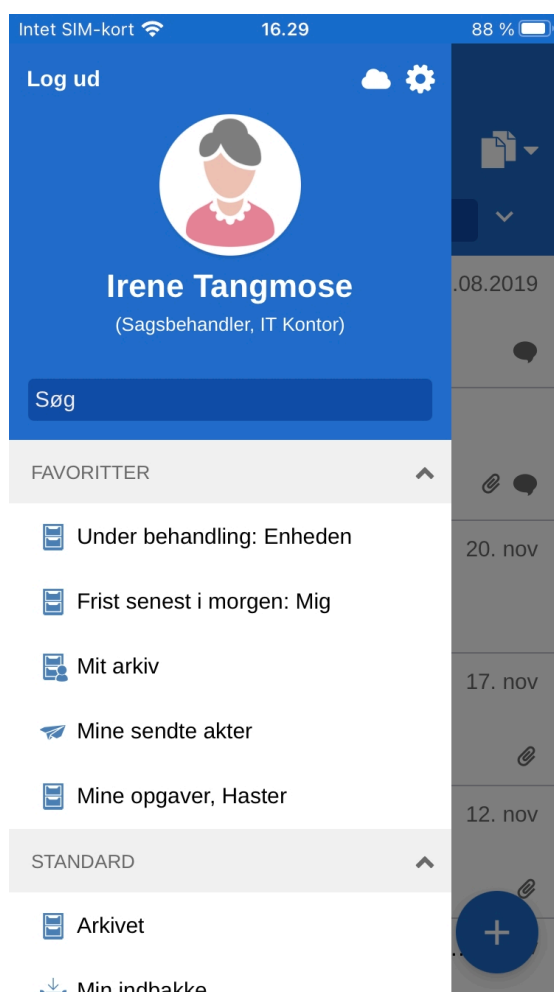 Intet SIM-kort 16.29 88 %
Log ud
Irene Tangmose
(Sagsbehandler, IT Kontor)
.08.2019
Søg
FAVORITTER
Under behandling: Enheden
20. nov
Frist senest i morgen: Mig
Mit arkiv
17. nov
Mine sendte akter
Mine opgaver, Haster
12. nov
STANDARD
Arkivet
Min indbakke